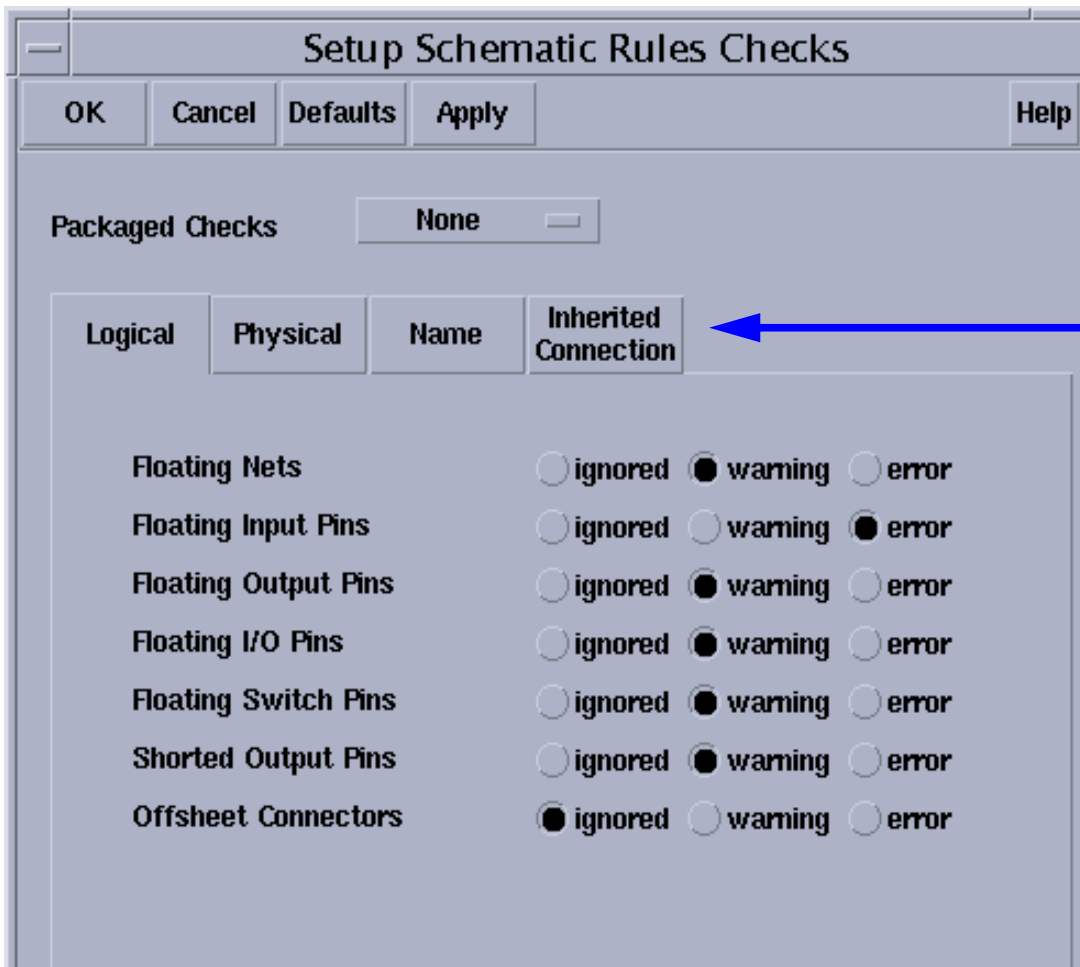 Setup Schematic Rules Checks
OK Cancel Defaults Apply Help
Packaged Checks None
Logical Physical Name Inherited
Connection
Floating Nets ignored warning error
Floating Input Pins ignored warning error
Floating Output Pins ignored warning error
Floating I/O Pins ignored warning error
Floating Switch Pins ignored warning error
Shorted Output Pins ignored warning error
Offsheet Connectors ignored warning error